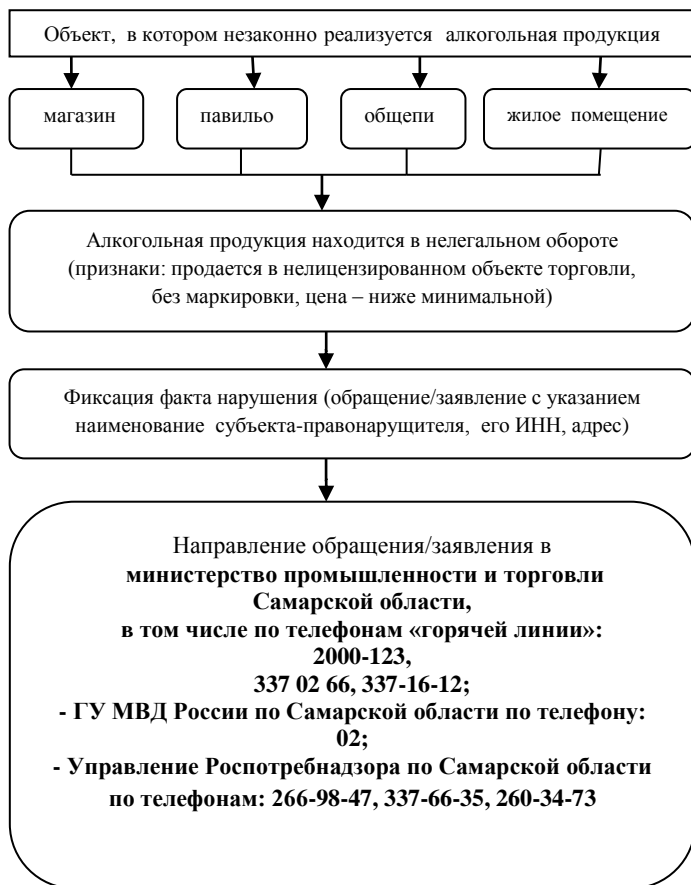 Объект, в котором незаконно реализуется алкогольная продукция
магазин
павильо
общепи
жилое помещение
Алкогольная продукция находится в нелегальном обороте
(признаки: продается в нелицензированном объекте торговли,
без маркировки, цена – ниже минимальной)
Фиксация факта нарушения (обращение/заявление с указанием
наименование субъекта-правонарущителя, его ИНН, адрес)
Направление обращения/заявления в
министерство промышленности и торговли
Самарской области,
в том числе по телефонам «горячей линии»:
2000-123,
337 02 66, 337-16-12;
- ГУ МВД России по Самарской области по телефону:
02;
- Управление Роспотребнадзора по Самарской области
по телефонам: 266-98-47, 337-66-35, 260-34-73